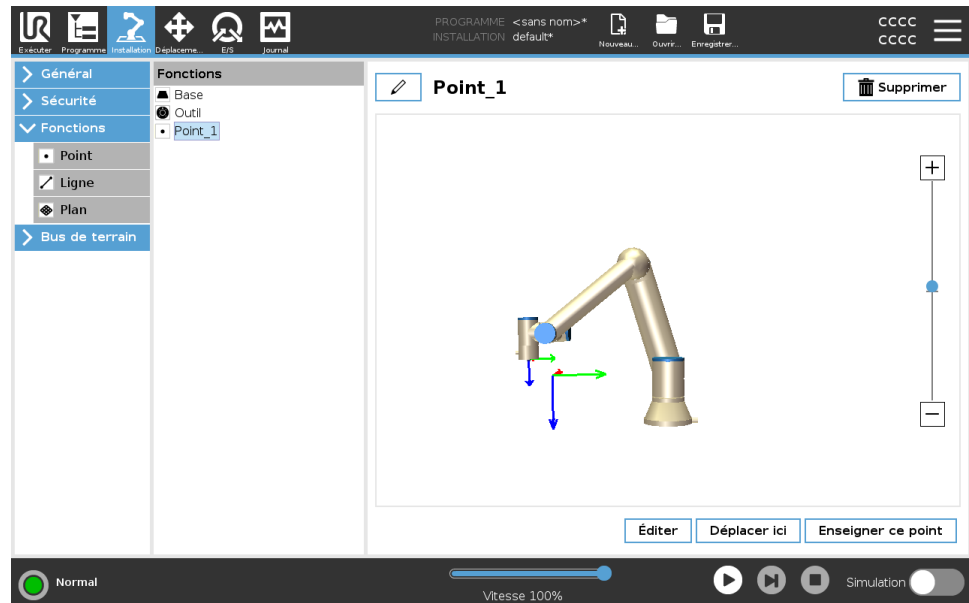 UR
PROGRAMME <sans nom>*
INSTALLATION default*
Exécuter Programme Installation Déplaceme... E/S Journal
Nouveau... Ouvrir... Enregistrer...
CCCC
CCCC
Général
Sécurité
Fonctions
Point
Ligne
Plan
Bus de terrain
Fonctions
Base
Outil
Point_1
Point_1
Supprimer
Éditer Déplacer ici Enseigner ce point
Normal
Vitesse 100%
Simulation